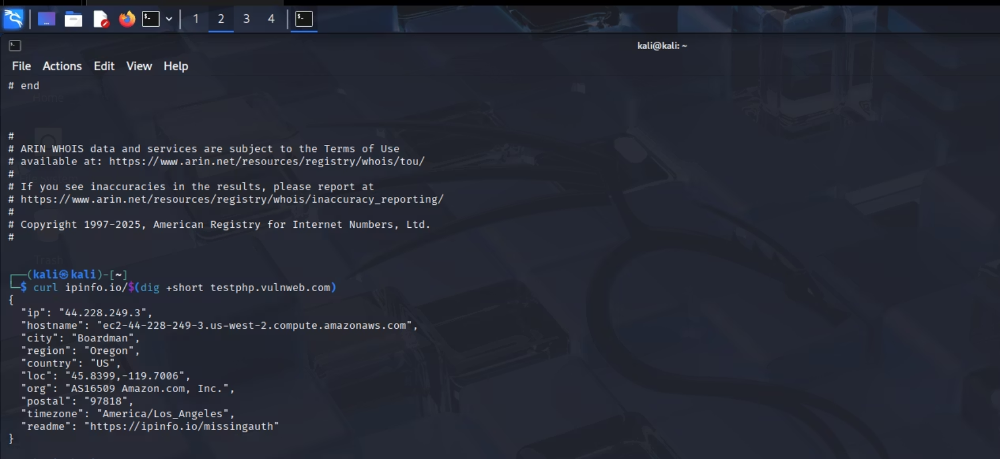 1 2 3 4
kali@kali: ~
File Actions Edit View Help
# end
Home
#
# ARIN WHOIS data and services are subject to the Terms of Use
# available at: https://www.arin.net/resources/registry/whois/tou/
#
System
# If you see inaccuracies in the results, please report at
# https://www.arin.net/resources/registry/whois/inaccuracy_reporting/
#
# Copyright 1997-2025, American Registry for Internet Numbers, Ltd.
#
Trash
┌──(kali㉿kali)-[~]
└─$ curl ipinfo.io/$(dig +short testphp.vulnweb.com)
{
  "ip": "44.228.249.3",
  "hostname": "ec2-44-228-249-3.us-west-2.compute.amazonaws.com",
  "city": "Boardman",
  "region": "Oregon",
  "country": "US",
  "loc": "45.8399,-119.7006",
  "org": "AS16509 Amazon.com, Inc.",
  "postal": "97818",
  "timezone": "America/Los_Angeles",
  "readme": "https://ipinfo.io/missingauth"
}